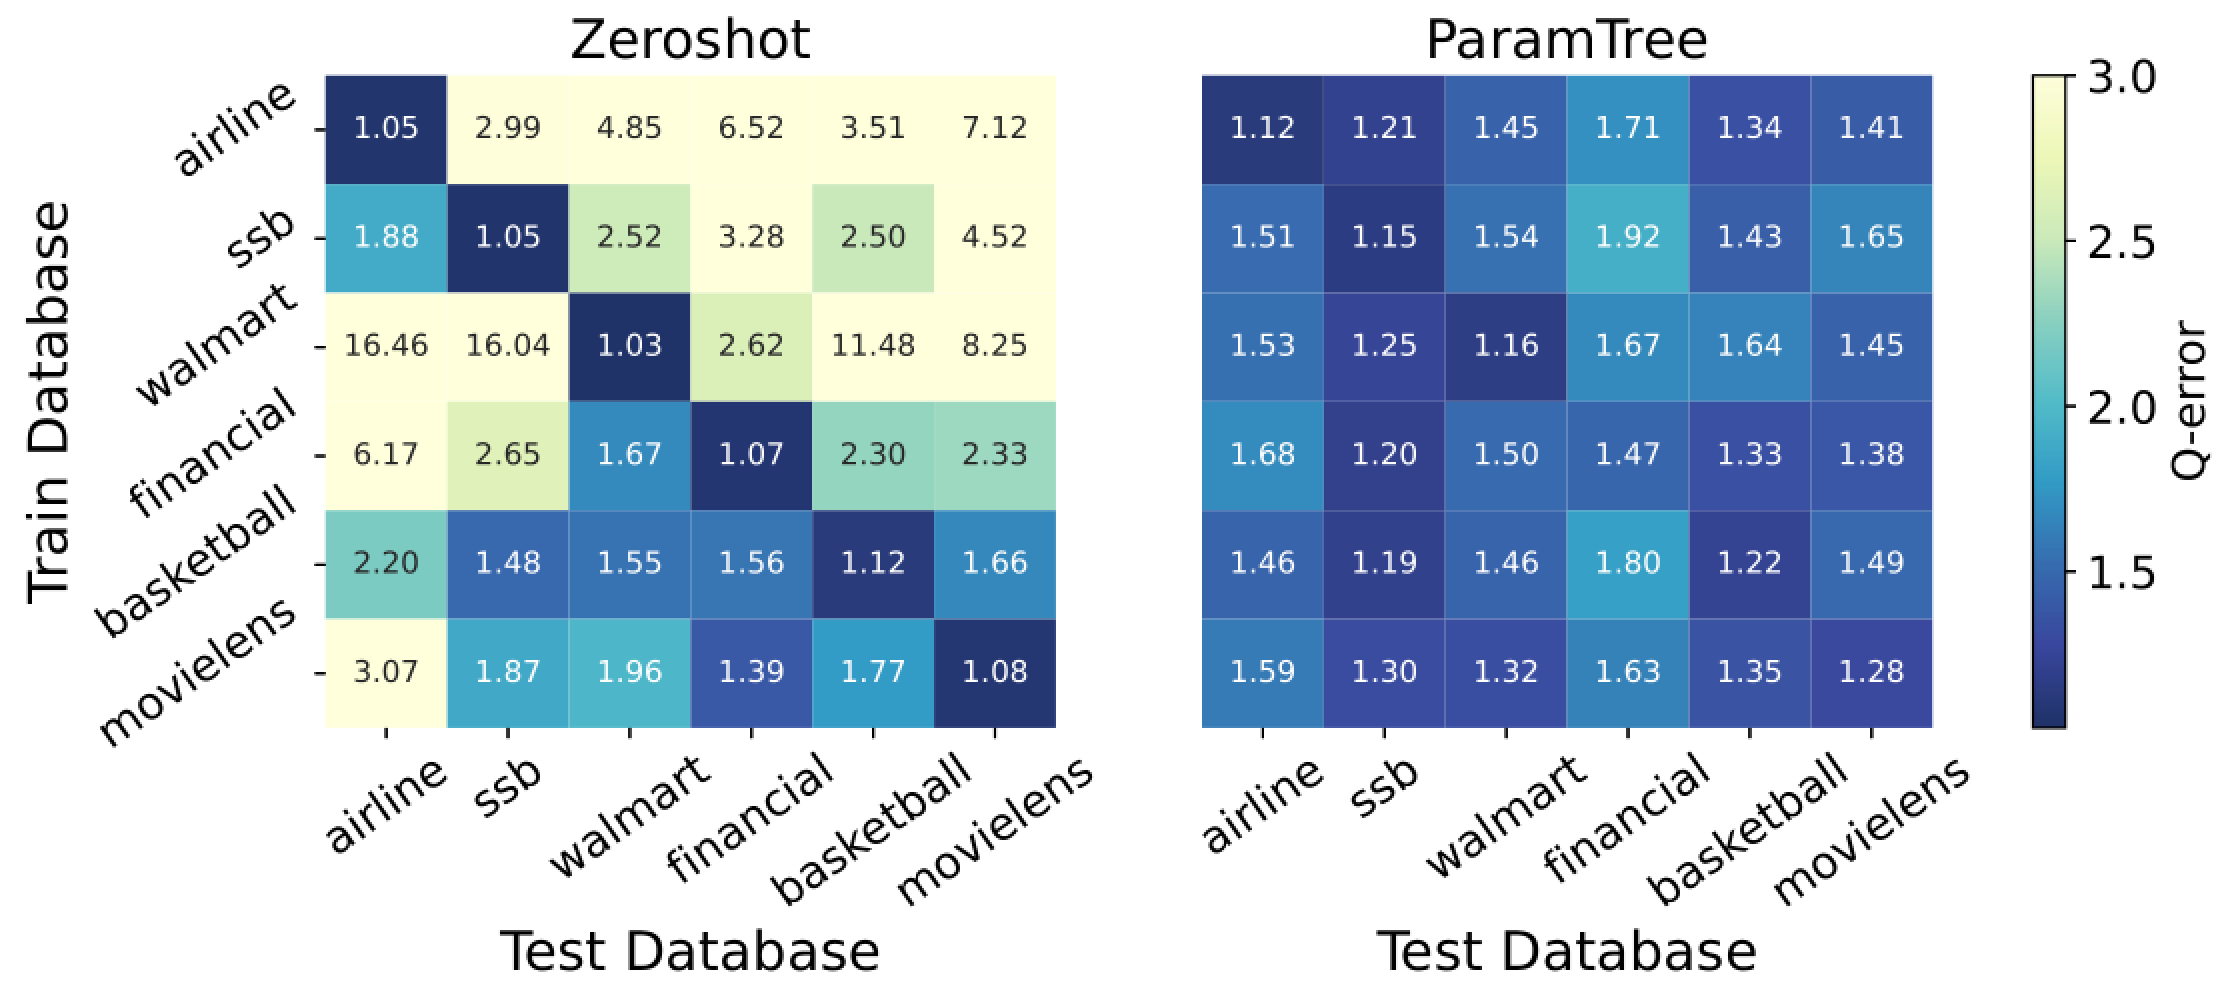 Zeroshot
ParamTree
Train Database
airline
1.05 2.99 4.85 6.52 3.51 7.12
ssb
1.88 1.05 2.52 3.28 2.50 4.52
walmart
16.46 16.04 1.03 2.62 11.48 8.25
financial
6.17 2.65 1.67 1.07 2.30 2.33
basketball
2.20 1.48 1.55 1.56 1.12 1.66
movielens
3.07 1.87 1.96 1.39 1.77 1.08
airline ssb walmart financial basketball movielens
Test Database
1.12 1.21 1.45 1.71 1.34 1.41
1.51 1.15 1.54 1.92 1.43 1.65
1.53 1.25 1.16 1.67 1.64 1.45
1.68 1.20 1.50 1.47 1.33 1.38
1.46 1.19 1.46 1.80 1.22 1.49
1.59 1.30 1.32 1.63 1.35 1.28
airline ssb walmart financial basketball movielens
Test Database
3.0
2.5
2.0
1.5
Q-error